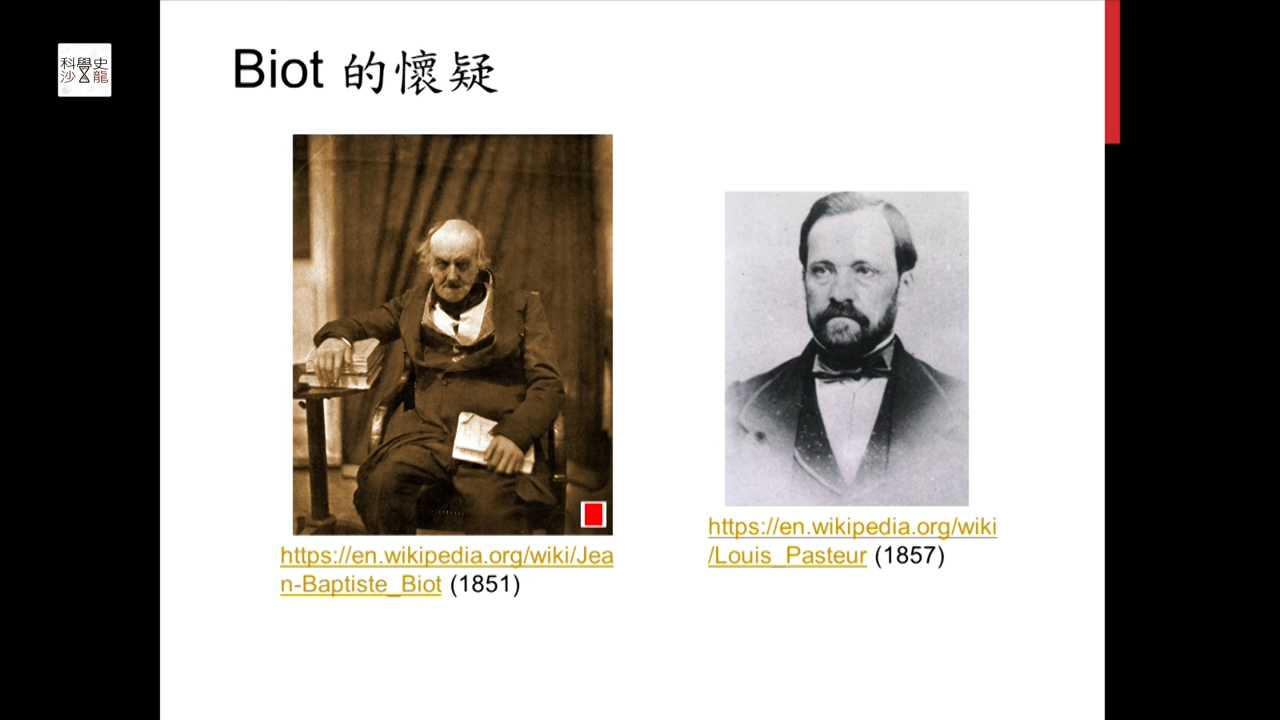 科學史
沙龍
Biot 的懷疑
https://en.wikipedia.org/wiki/Jea
n-Baptiste_Biot (1851)
https://en.wikipedia.org/wiki
/Louis_Pasteur (1857)